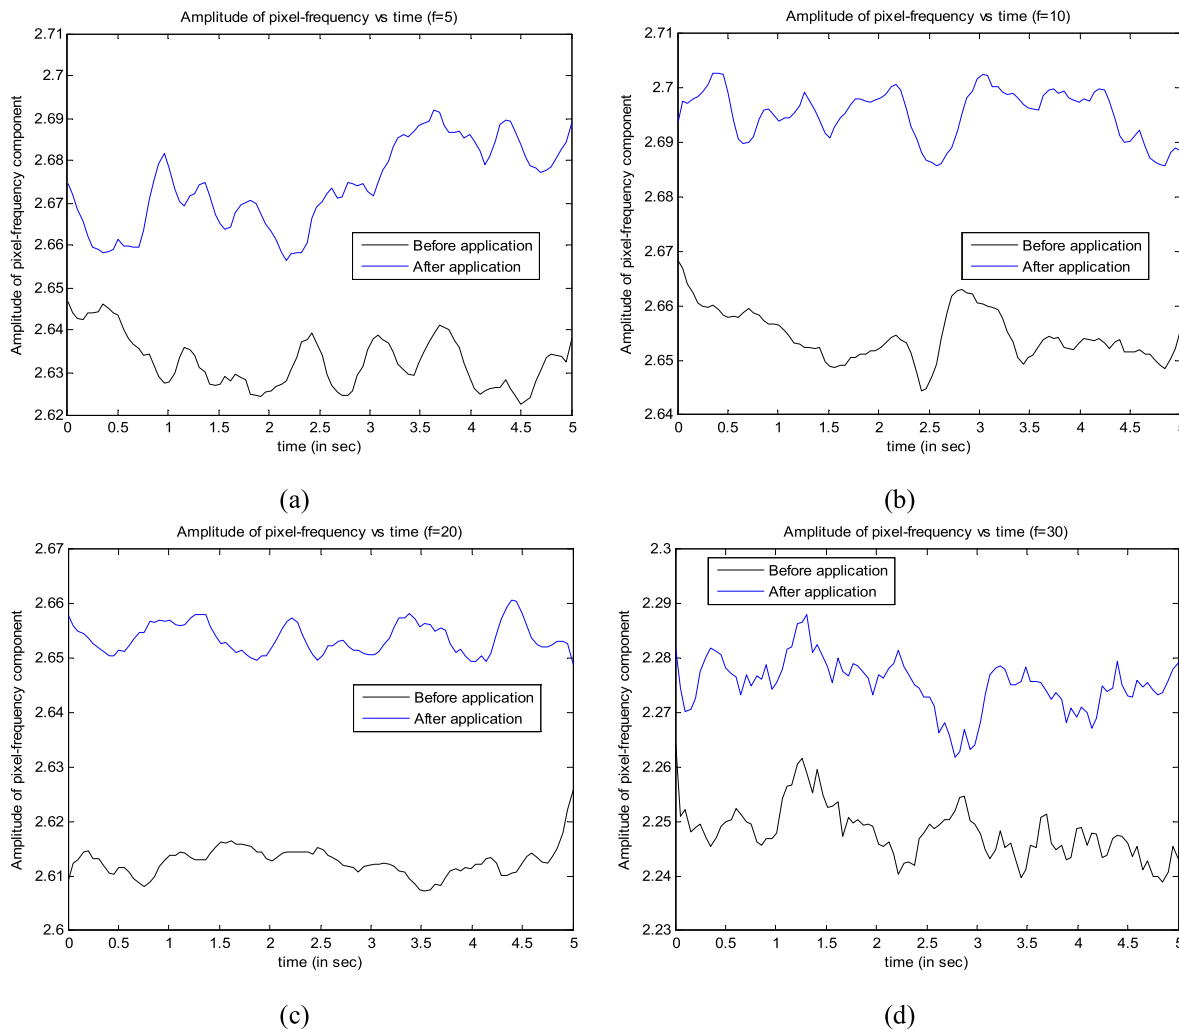 Amplitude of pixel-frequency vs time (f=5)
Amplitude of pixel-frequency component
2.71
2.7
2.69
2.68
2.67
2.66
2.65
2.64
2.63
2.62
Before application
After application
0 0.5 1 1.5 2 2.5 3 3.5 4 4.5 5
time (in sec)
(a)
Amplitude of pixel-frequency vs time (f=10)
Amplitude of pixel-frequency component
2.71
2.7
2.69
2.68
2.67
2.66
2.65
2.64
Before application
After application
0 0.5 1 1.5 2 2.5 3 3.5 4 4.5 5
time (in sec)
(b)
Amplitude of pixel-frequency vs time (f=20)
Amplitude of pixel-frequency component
2.67
2.66
2.65
2.64
2.63
2.62
2.61
2.6
Before application
After application
0 0.5 1 1.5 2 2.5 3 3.5 4 4.5 5
time (in sec)
(c)
Amplitude of pixel-frequency vs time (f=30)
Amplitude of pixel-frequency component
2.3
2.29
2.28
2.27
2.26
2.25
2.24
2.23
Before application
After application
0 0.5 1 1.5 2 2.5 3 3.5 4 4.5 5
time (in sec)
(d)